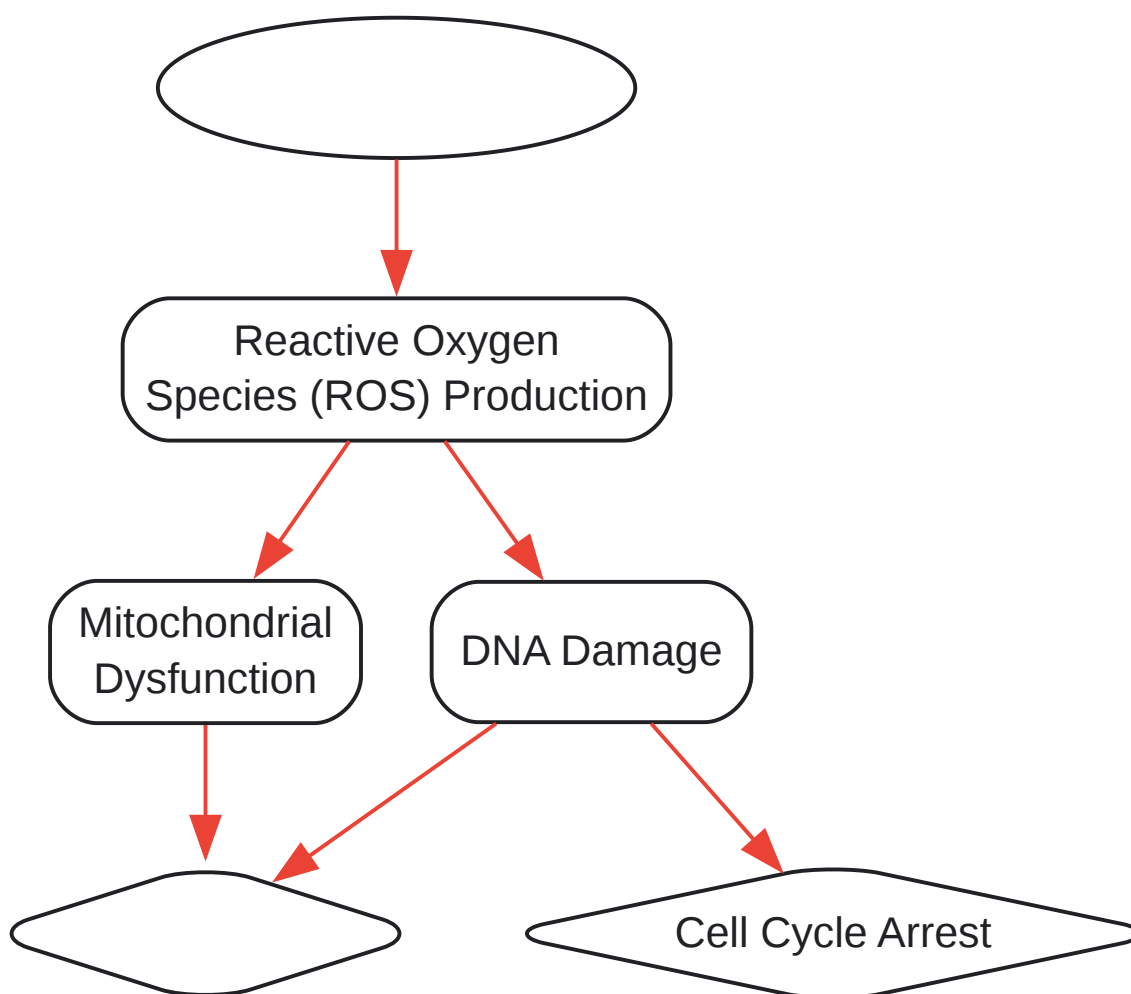 Reactive Oxygen
Species (ROS) Production
Mitochondrial
Dysfunction
DNA Damage
Cell Cycle Arrest